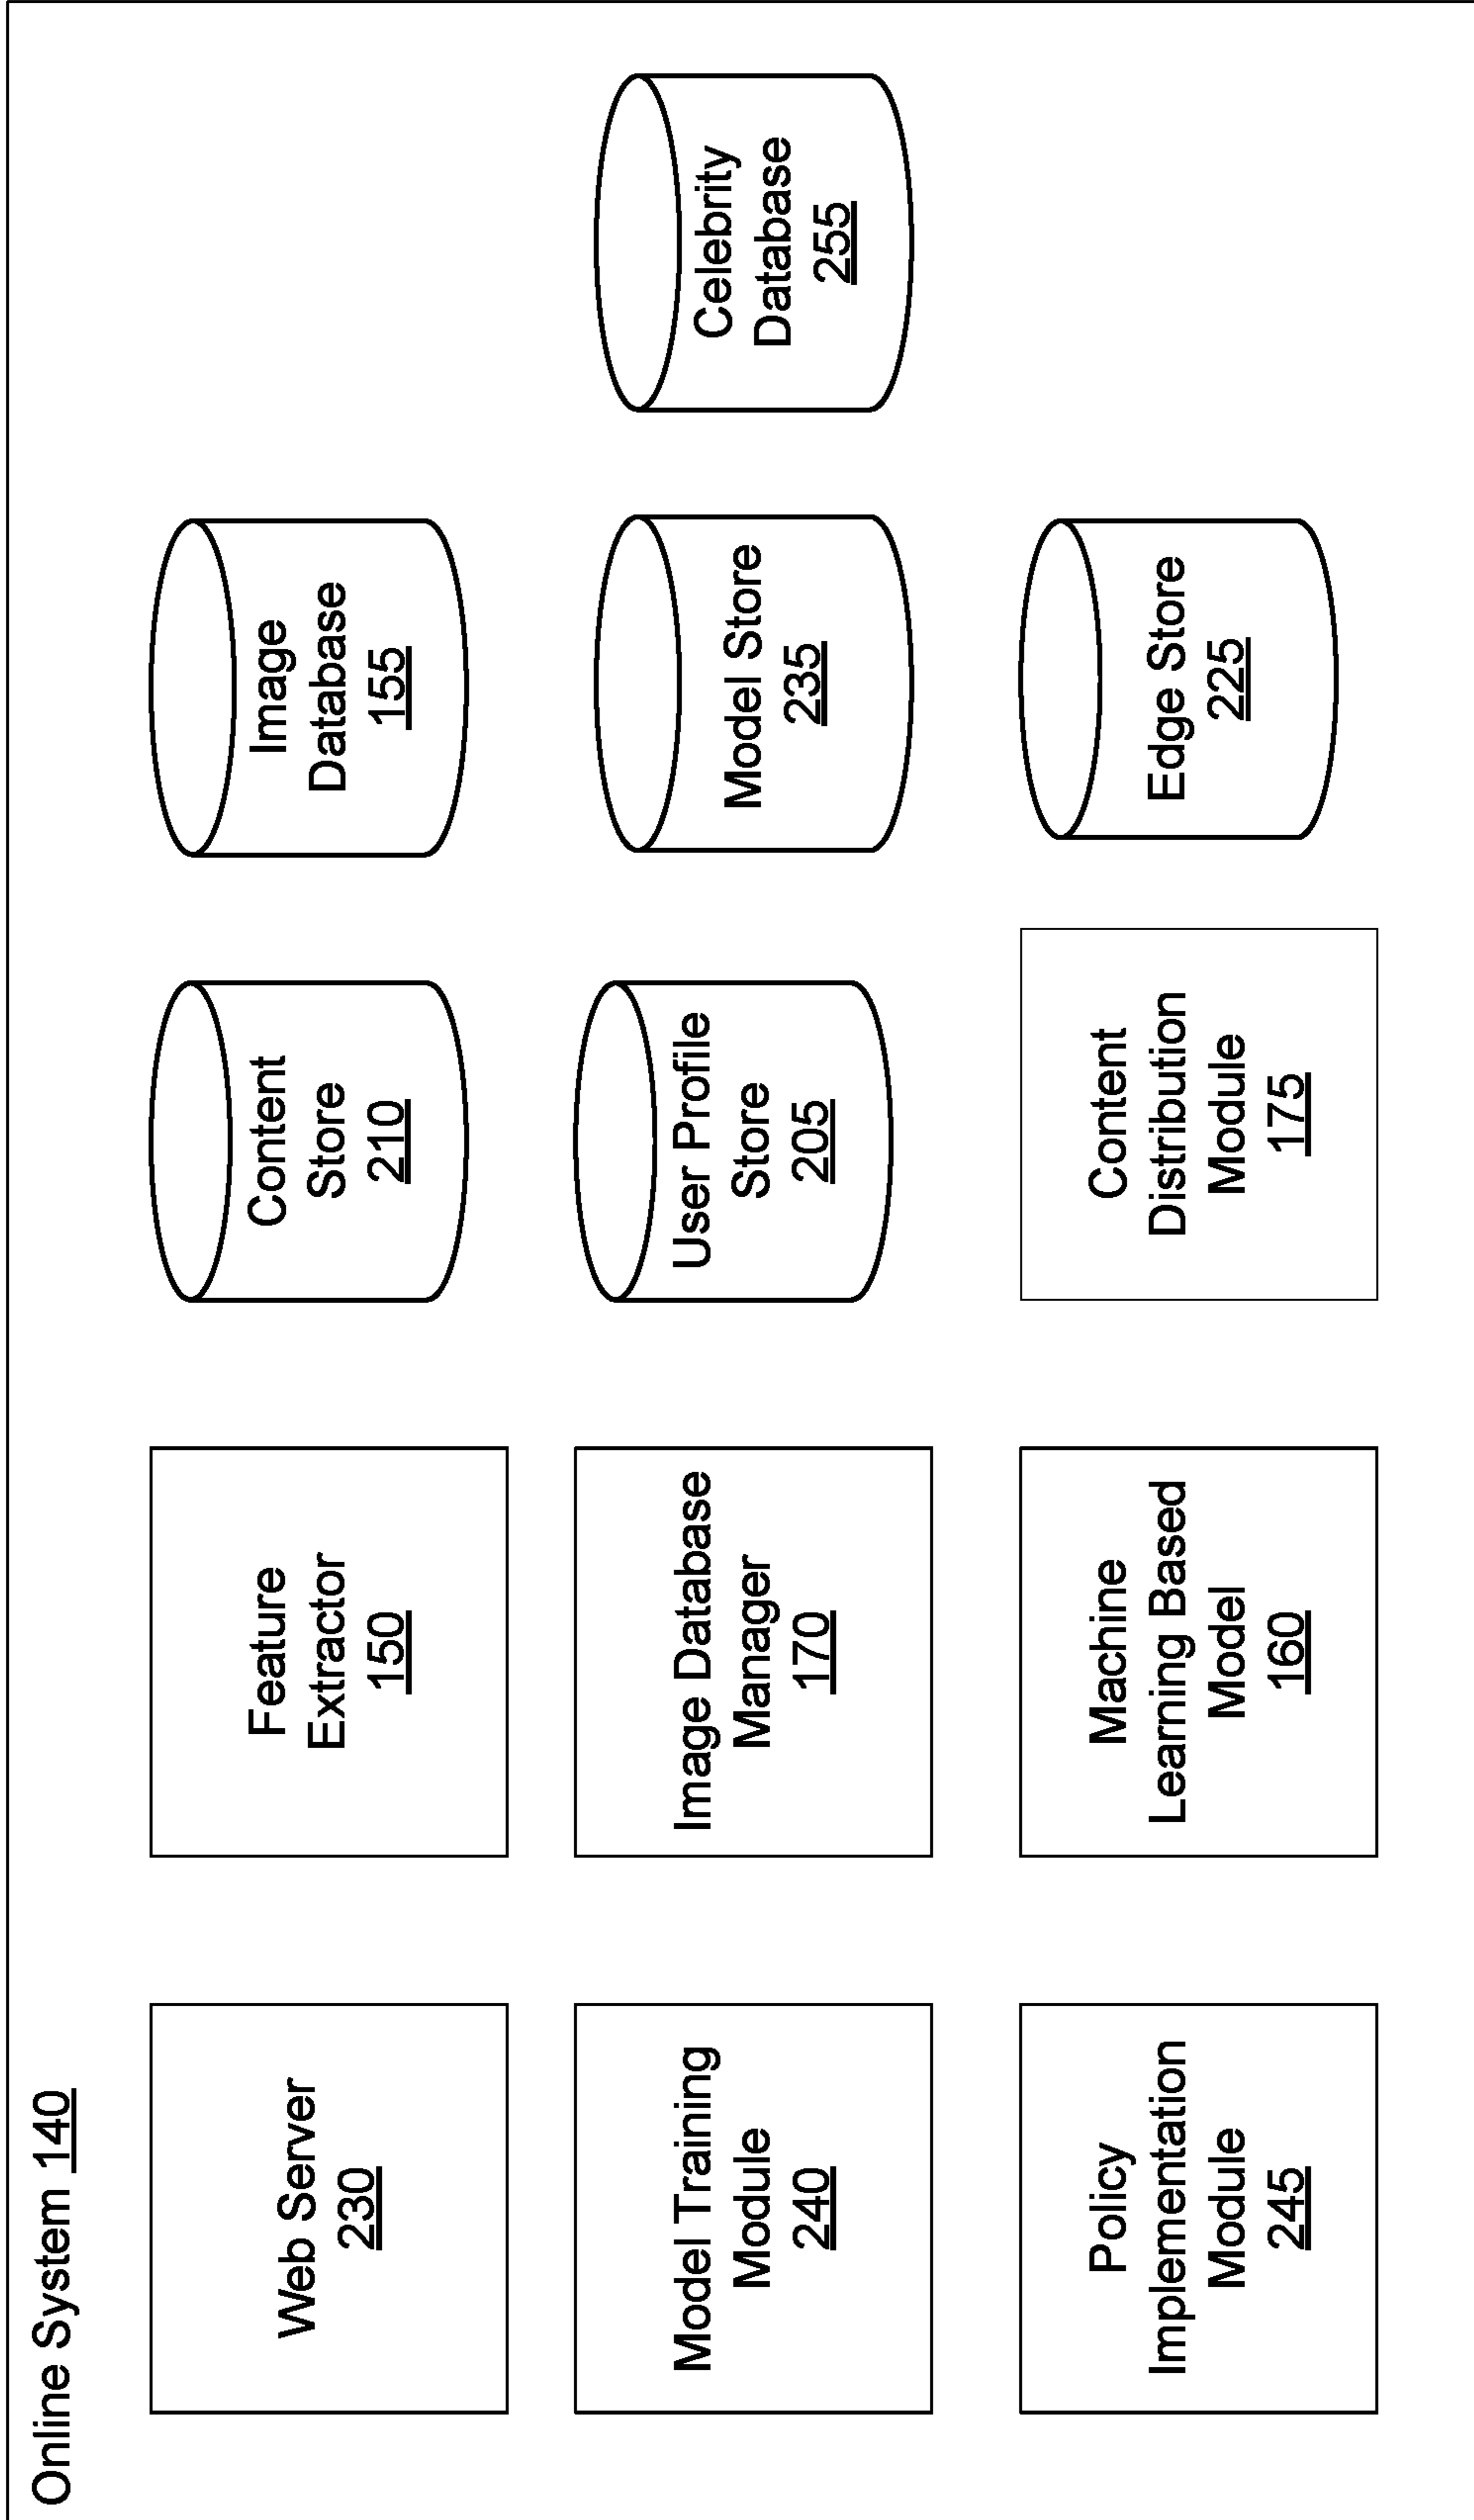 Online System 140
Web Server
230
Feature
Extractor
150
Content
Store
210
Image
Database
155
Model Training
Module
240
Image Database
Manager
170
User Profile
Store
205
Model Store
235
Celebrity
Database
255
Policy
Implementation
Module
245
Machine
Learning Based
Model
160
Content
Distribution
Module
175
Edge Store
225